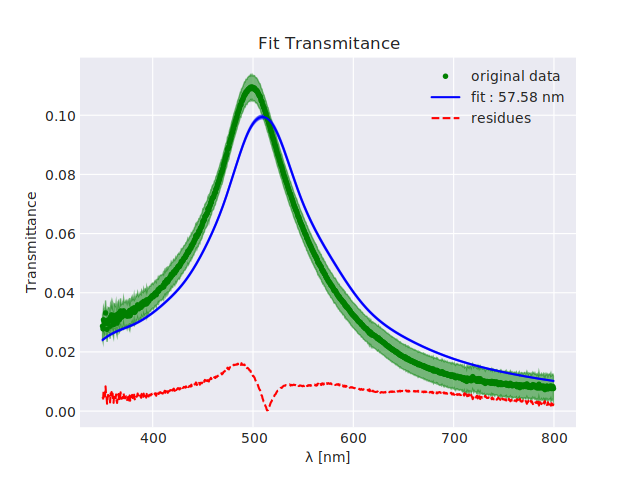 Fit Transmitance
original data
fit : 57.58 nm
residues
Transmittance
0.10
0.08
0.06
0.04
0.02
0.00
400
500
600
700
800
λ [nm]